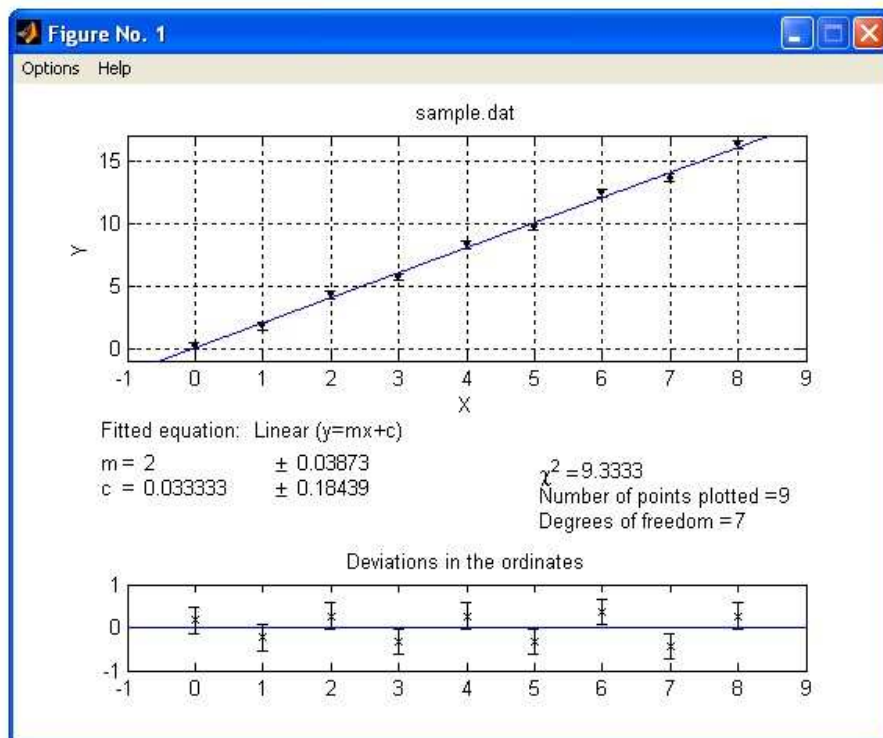 Figure No. 1
Options Help
sample.dat
15
10
5
0
Y
-1 0 1 2 3 4 5 6 7 8 9
X
Fitted equation: Linear (y=mx+c)
m = 2 ± 0.03873
c = 0.033333 ± 0.18439
χ² =9.3333
Number of points plotted =9
Degrees of freedom =7
Deviations in the ordinates
1
0
-1
-1 0 1 2 3 4 5 6 7 8 9